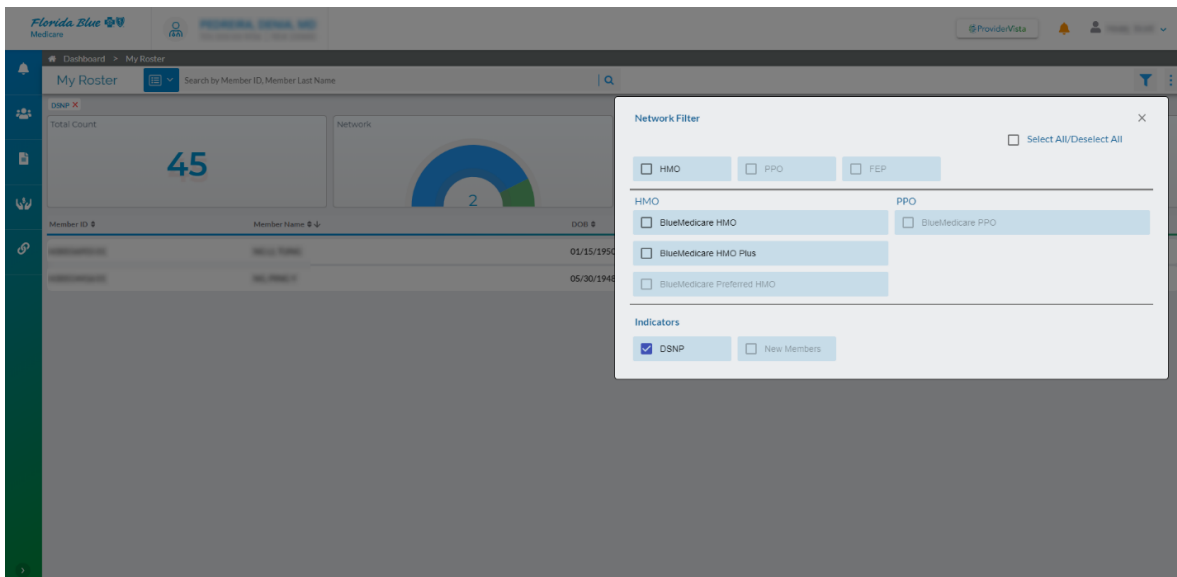 Florida Blue
Medicare
ProviderVista
Dashboard > My Roster
My Roster
Search by Member ID, Member Last Name
DSNP
Total Count
45
Network
2
Member ID
Member Name
DOB
01/15/1950
05/30/1948
Network Filter
Select All/Deselect All
HMO PPO FEP
HMO PPO
BlueMedicare HMO BlueMedicare PPO
BlueMedicare HMO Plus
BlueMedicare Preferred HMO
Indicators
DSNP New Members